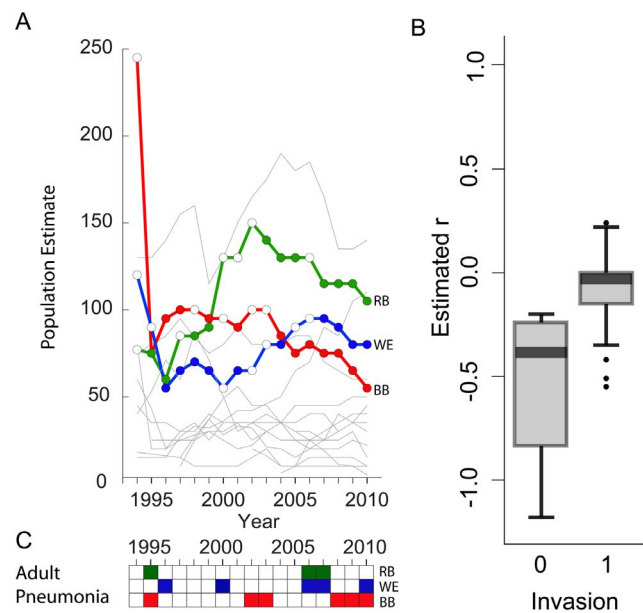 A
250
200
150
100
50
0
Population Estimate
RB
WE
BB
1995 2000 2005 2010
Year
B
1.0
0.5
0.0
-0.5
-1.0
Estimated r
0 1
Invasion
C
1995 2000 2005 2010
Adult
Pneumonia
RB
WE
BB